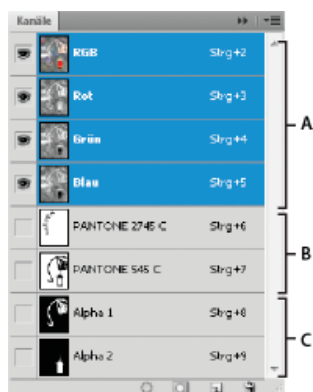 Kanäle
RGB Strg+2
Rot Strg+3
Grün Strg+4
Blau Strg+5
A
PANTONE 2745 C Strg+6
PANTONE 545 C Strg+7
B
Alpha 1 Strg+8
Alpha 2 Strg+9
C